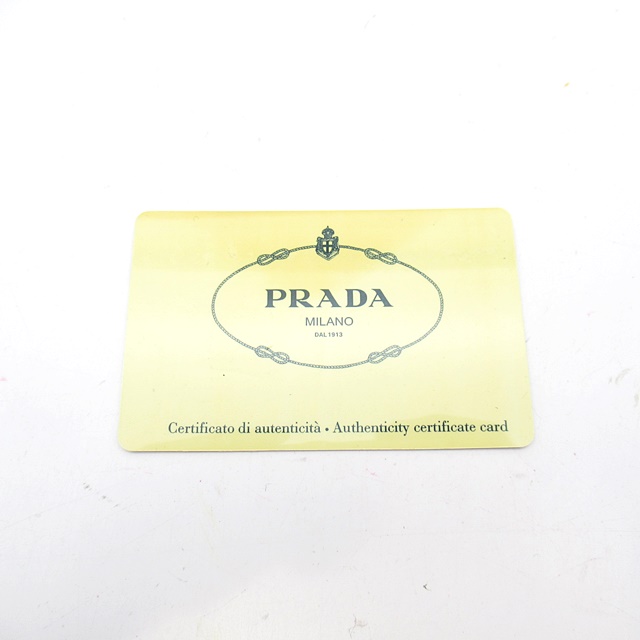 PRADA
MILANO
DAL 1913
Certificato di autenticità • Authenticity certificate card